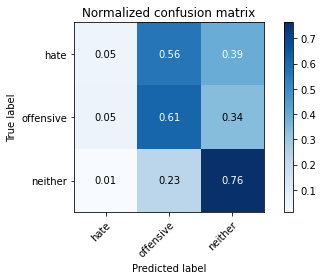 Normalized confusion matrix
True label
hate 0.05 0.56 0.39
offensive 0.05 0.61 0.34
neither 0.01 0.23 0.76
hate offensive neither
Predicted label
0.7
0.6
0.5
0.4
0.3
0.2
0.1